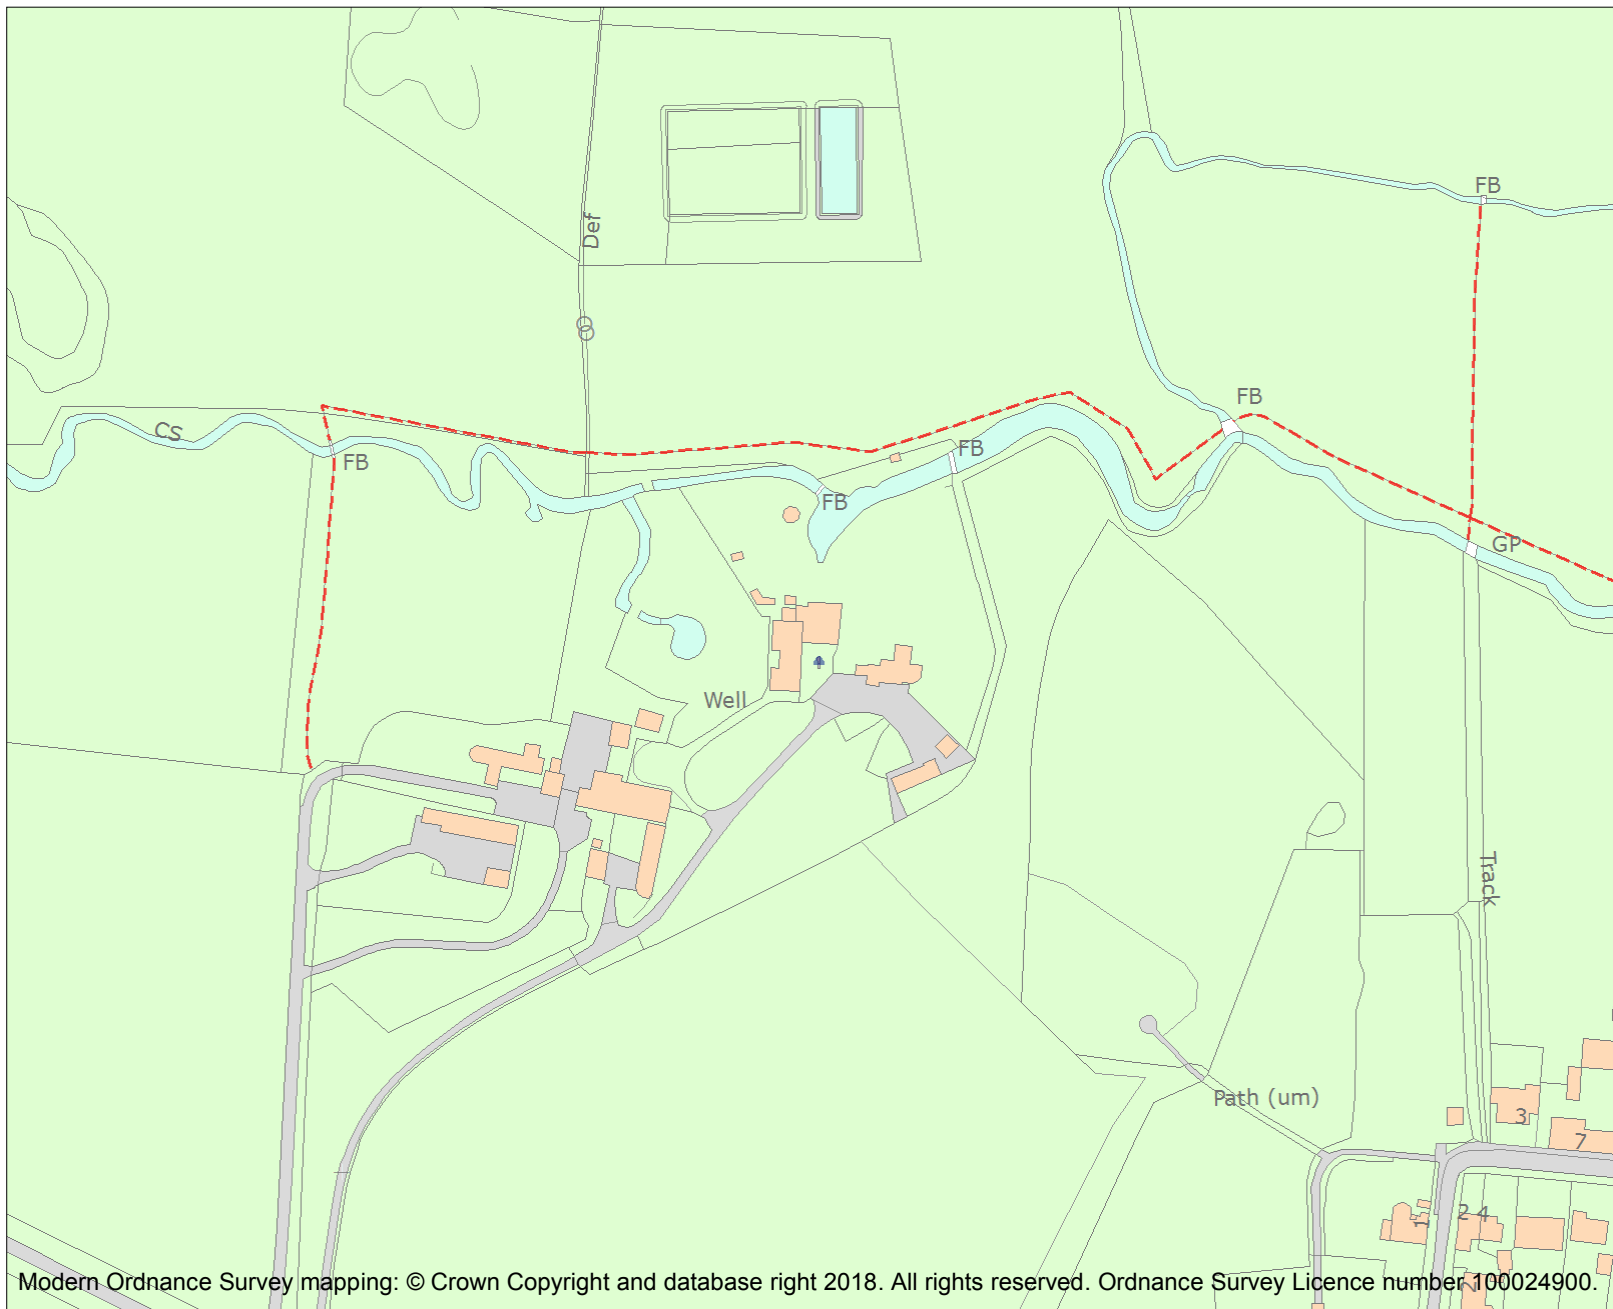 FB
Def
FB
CS
FB
FB
FB
GP
Well
Track
Path (um)
3
7
1
2
4
Modern Ordnance Survey mapping: © Crown Copyright and database right 2018. All rights reserved. Ordnance Survey Licence number 100024900.